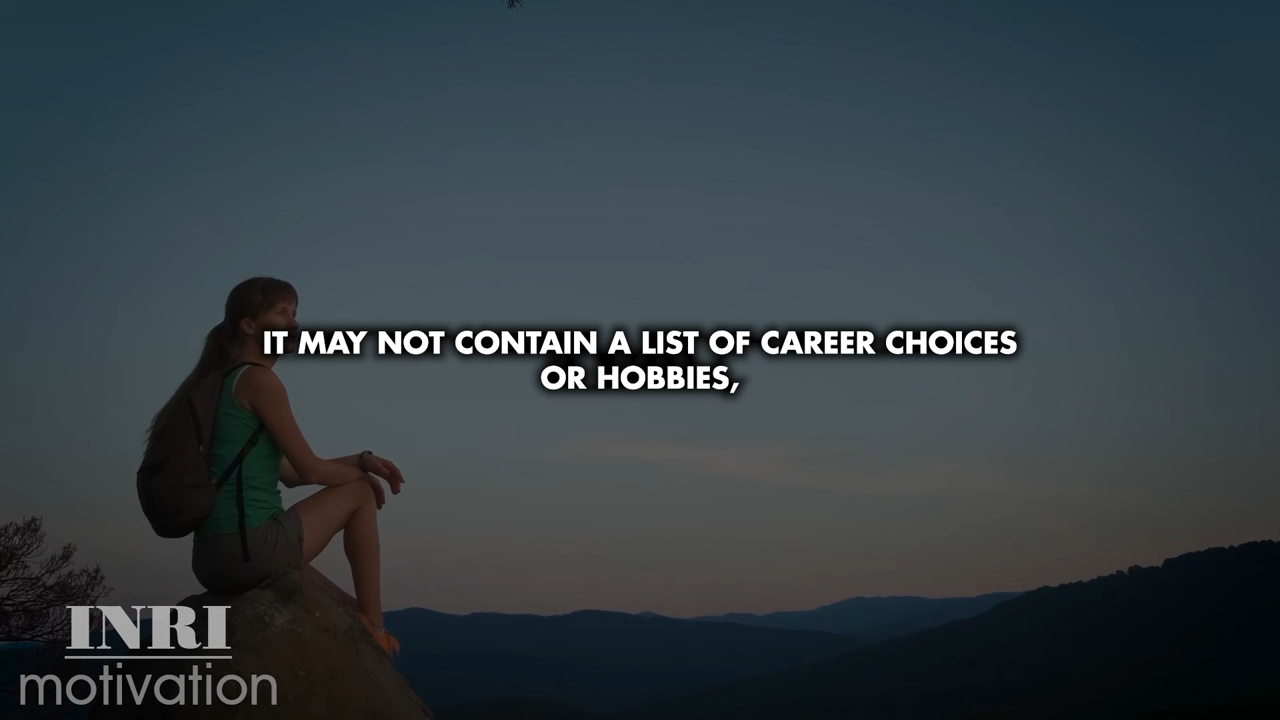 IT MAY NOT CONTAIN A LIST OF CAREER CHOICES
OR HOBBIES,
INRI
motivation